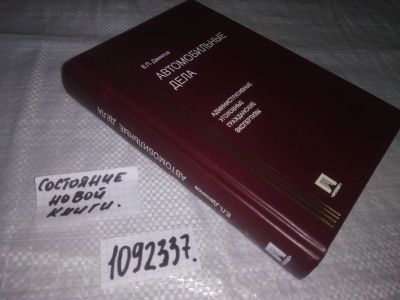 Е.П. Данилов
АВТОМОБИЛЬНЫЕ
ДЕЛА
АДМИНИСТРАТИВНЫЕ
УГОЛОВНЫЕ
ГРАЖДАНСКИЕ
ЭКСПЕРТИЗЫ
Е.П. Данилов
АВТОМОБИЛЬНЫЕ ДЕЛА
СОСТОЯНИЕ
НОВОЙ
КНИГИ.
1092337.